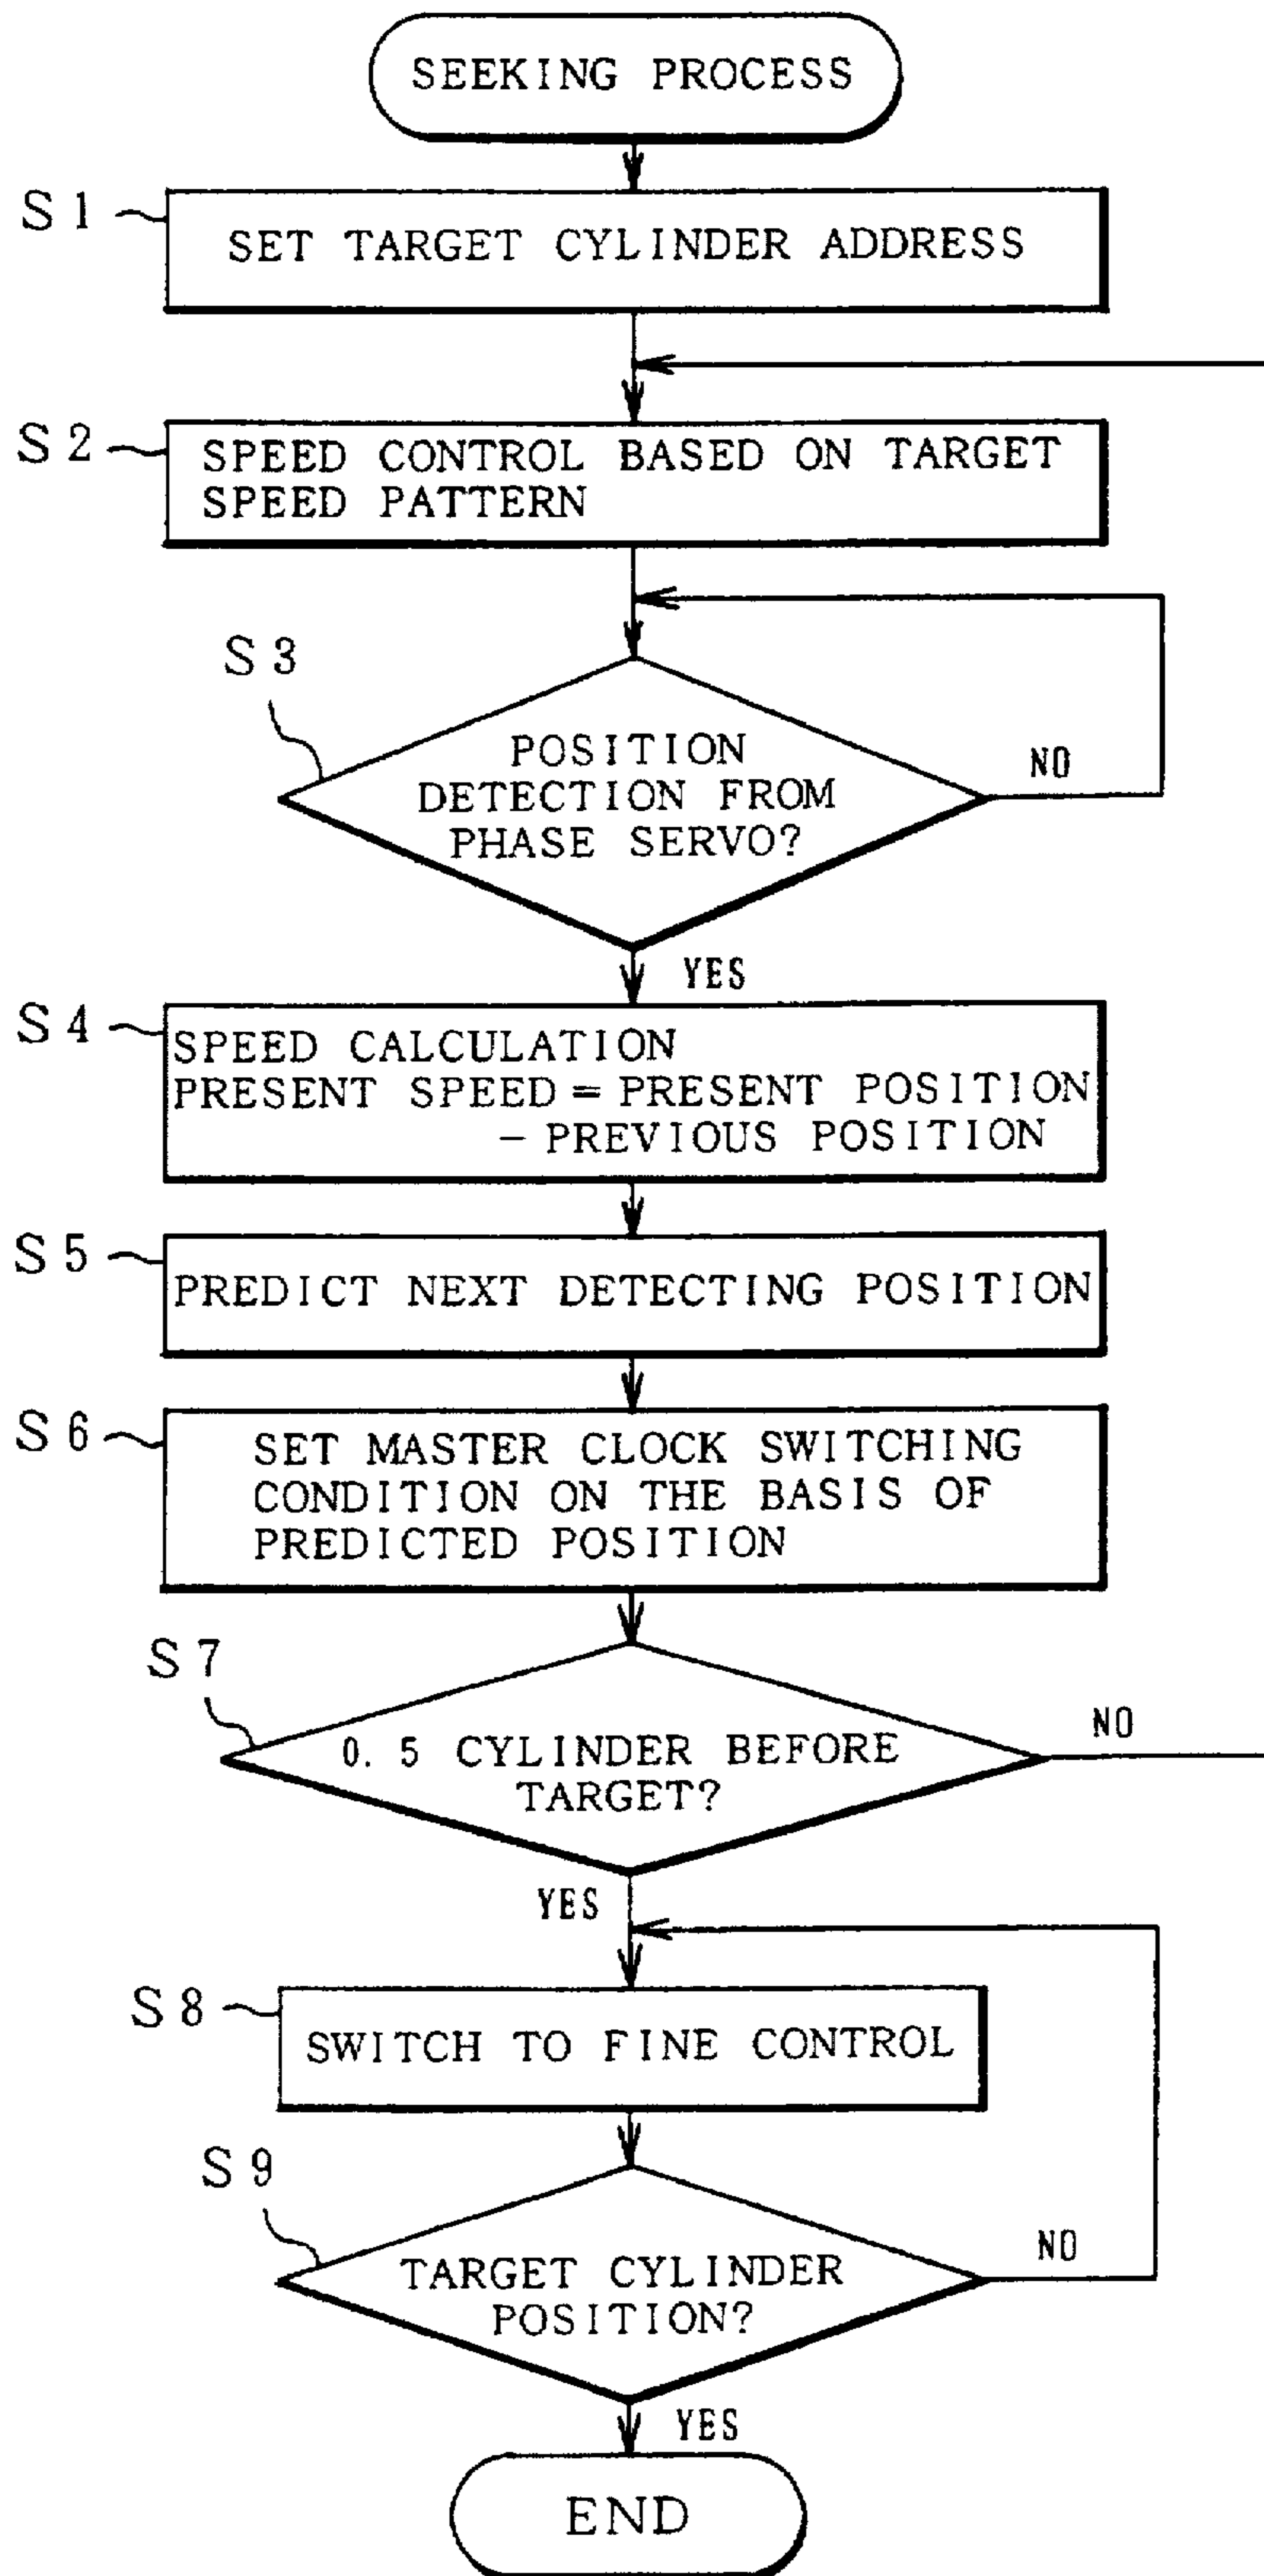 SEEKING PROCESS
S1
SET TARGET CYLINDER ADDRESS
S2
SPEED CONTROL BASED ON TARGET
SPEED PATTERN
S3
POSITION
DETECTION FROM
PHASE SERVO?
NO
YES
S4
SPEED CALCULATION
PRESENT SPEED = PRESENT POSITION
- PREVIOUS POSITION
S5
PREDICT NEXT DETECTING POSITION
S6
SET MASTER CLOCK SWITCHING
CONDITION ON THE BASIS OF
PREDICTED POSITION
S7
0.5 CYLINDER BEFORE
TARGET?
NO
YES
S8
SWITCH TO FINE CONTROL
S9
TARGET CYLINDER
POSITION?
NO
YES
END